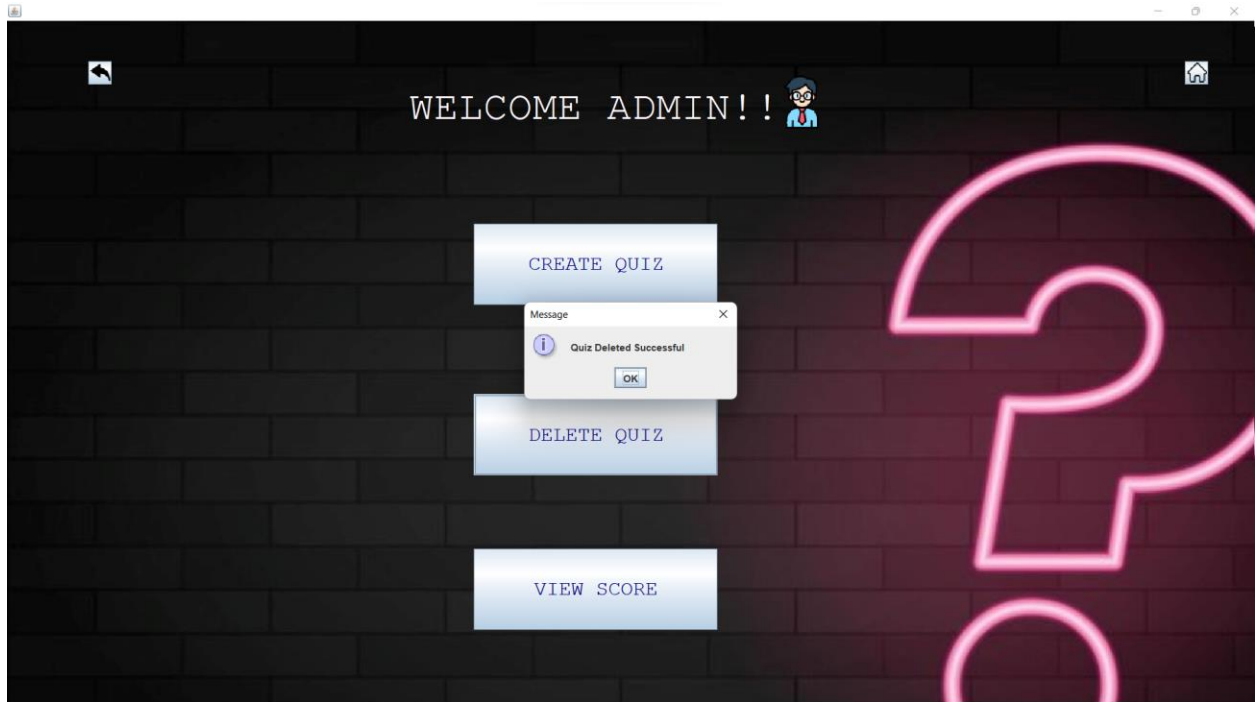 WELCOME ADMIN!!
CREATE QUIZ
Message
Quiz Deleted Successful
OK
DELETE QUIZ
VIEW SCORE